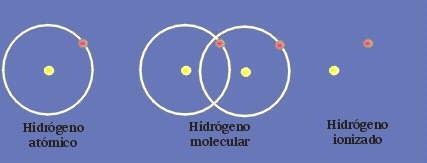 Hidrógeno
atómico
Hidrógeno
molecular
Hidrógeno
ionizado